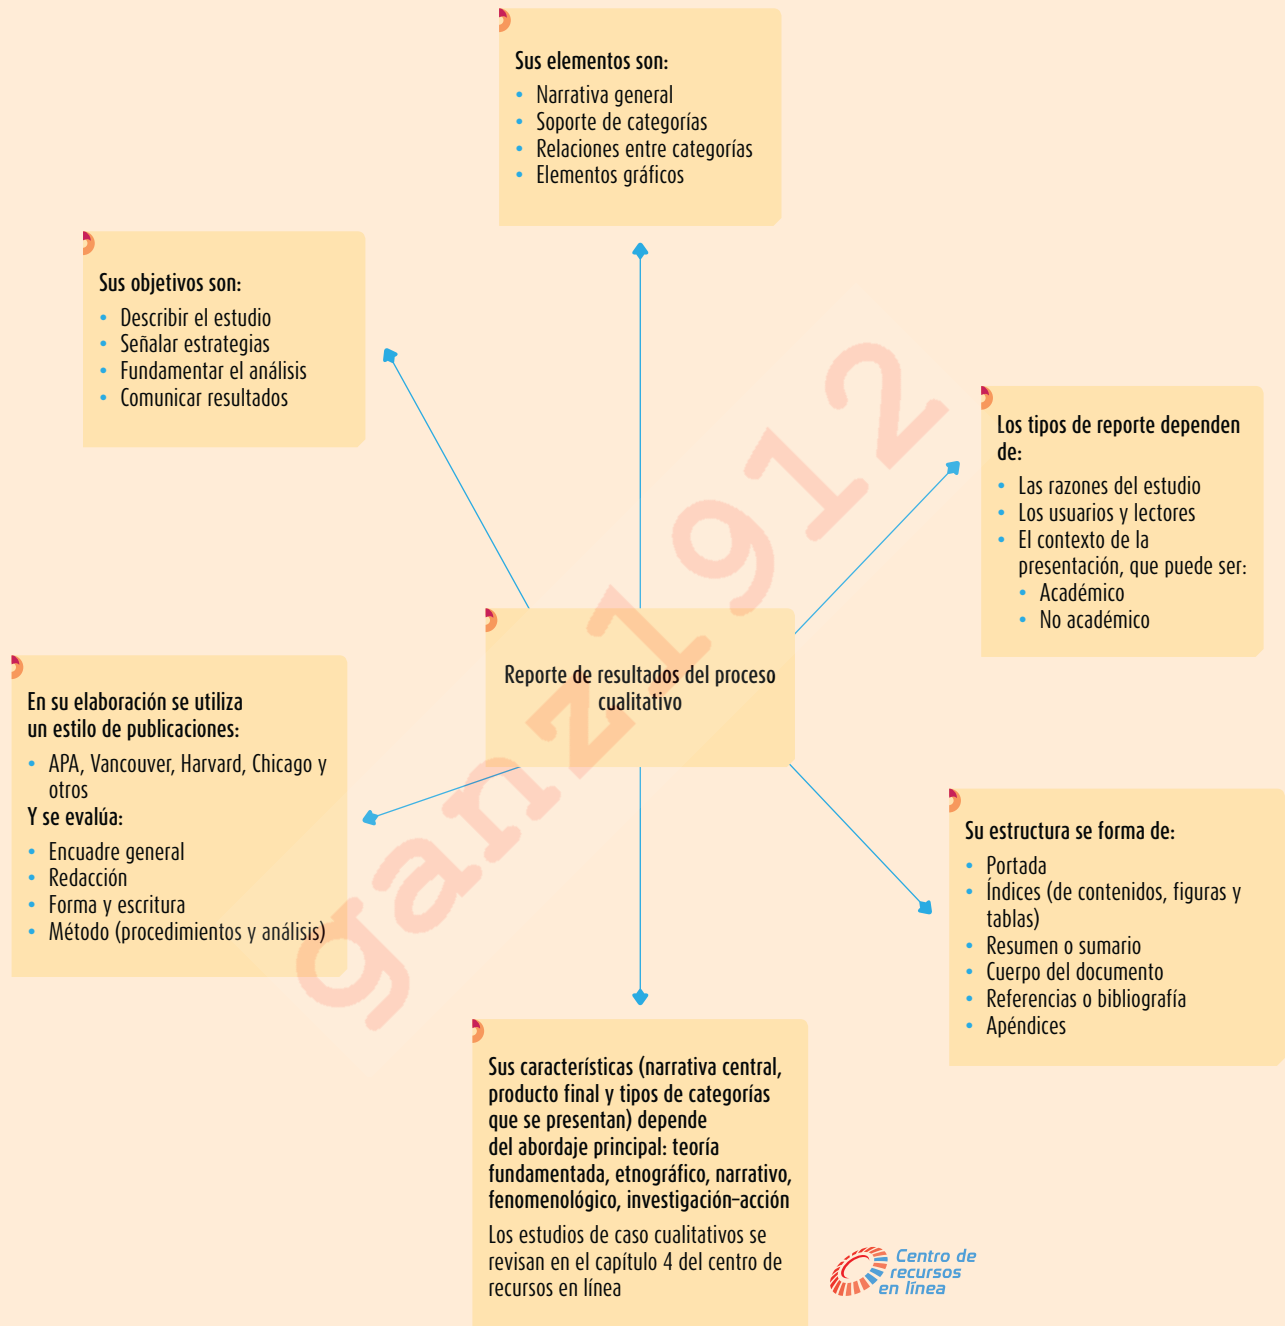 Sus elementos son:
• Narrativa general
• Soporte de categorías
• Relaciones entre categorías
• Elementos gráficos
Sus objetivos son:
• Describir el estudio
• Señalar estrategias
• Fundamentar el análisis
• Comunicar resultados
Los tipos de reporte dependen
de:
• Las razones del estudio
• Los usuarios y lectores
• El contexto de la
presentación, que puede ser:
• Académico
• No académico
Reporte de resultados del proceso
cualitativo
En su elaboración se utiliza
un estilo de publicaciones:
• APA, Vancouver, Harvard, Chicago y
otros
Y se evalúa:
• Encuadre general
• Redacción
• Forma y escritura
• Método (procedimientos y análisis)
Su estructura se forma de:
• Portada
• Índices (de contenidos, figuras y
tablas)
• Resumen o sumario
• Cuerpo del documento
• Referencias o bibliografía
• Apéndices
Sus características (narrativa central,
producto final y tipos de categorías
que se presentan) depende
del abordaje principal: teoría
fundamentada, etnográfico, narrativo,
fenomenológico, investigación-acción
Los estudios de caso cualitativos se
revisan en el capítulo 4 del centro de
recursos en línea
Centro de
recursos
en línea
ganz1912